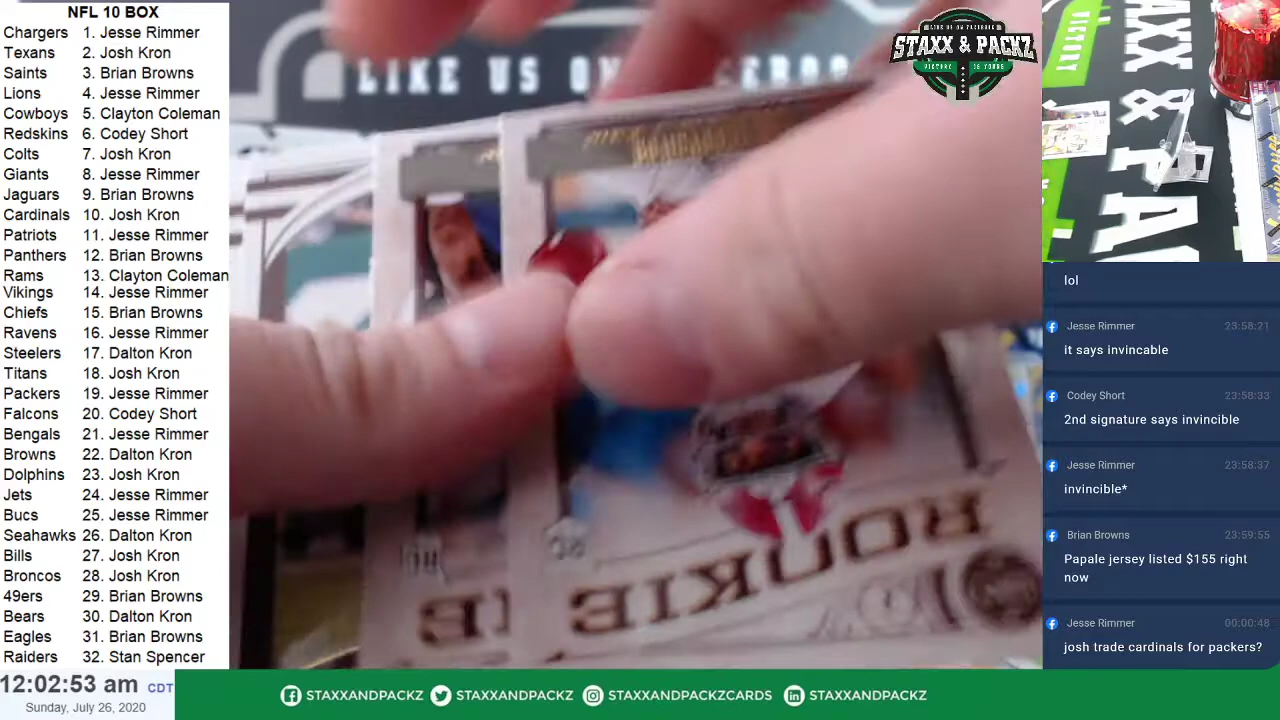 NFL 10 BOX
Chargers 1. Jesse Rimmer
Texans 2. Josh Kron
Saints 3. Brian Browns
Lions 4. Jesse Rimmer
Cowboys 5. Clayton Coleman
Redskins 6. Codey Short
Colts 7. Josh Kron
Giants 8. Jesse Rimmer
Jaguars 9. Brian Browns
Cardinals 10. Josh Kron
Patriots 11. Jesse Rimmer
Panthers 12. Brian Browns
Rams 13. Clayton Coleman
Vikings 14. Jesse Rimmer
Chiefs 15. Brian Browns
Ravens 16. Jesse Rimmer
Steelers 17. Dalton Kron
Titans 18. Josh Kron
Packers 19. Jesse Rimmer
Falcons 20. Codey Short
Bengals 21. Jesse Rimmer
Browns 22. Dalton Kron
Dolphins 23. Josh Kron
Jets 24. Jesse Rimmer
Bucs 25. Jesse Rimmer
Seahawks 26. Dalton Kron
Bills 27. Josh Kron
Broncos 28. Josh Kron
49ers 29. Brian Browns
Bears 30. Dalton Kron
Eagles 31. Brian Browns
Raiders 32. Stan Spencer
12:02:53 am CDT
Sunday, July 26, 2020
LIKE US ON
ROOKIE
LIKE US ON FACEBOOK
STAXX & PACKZ
VICTORY IS YOURS
VICTORY
AXX
&
PA
lol
Jesse Rimmer 23:58:21
it says invincable
Codey Short 23:58:33
2nd signature says invincible
Jesse Rimmer 23:58:37
invincible*
Brian Browns 23:59:55
Papale jersey listed $155 right
now
Jesse Rimmer 00:00:48
josh trade cardinals for packers?
STAXXANDPACKZ STAXXANDPACKZ STAXXANDPACKZCARDS STAXXANDPACKZ